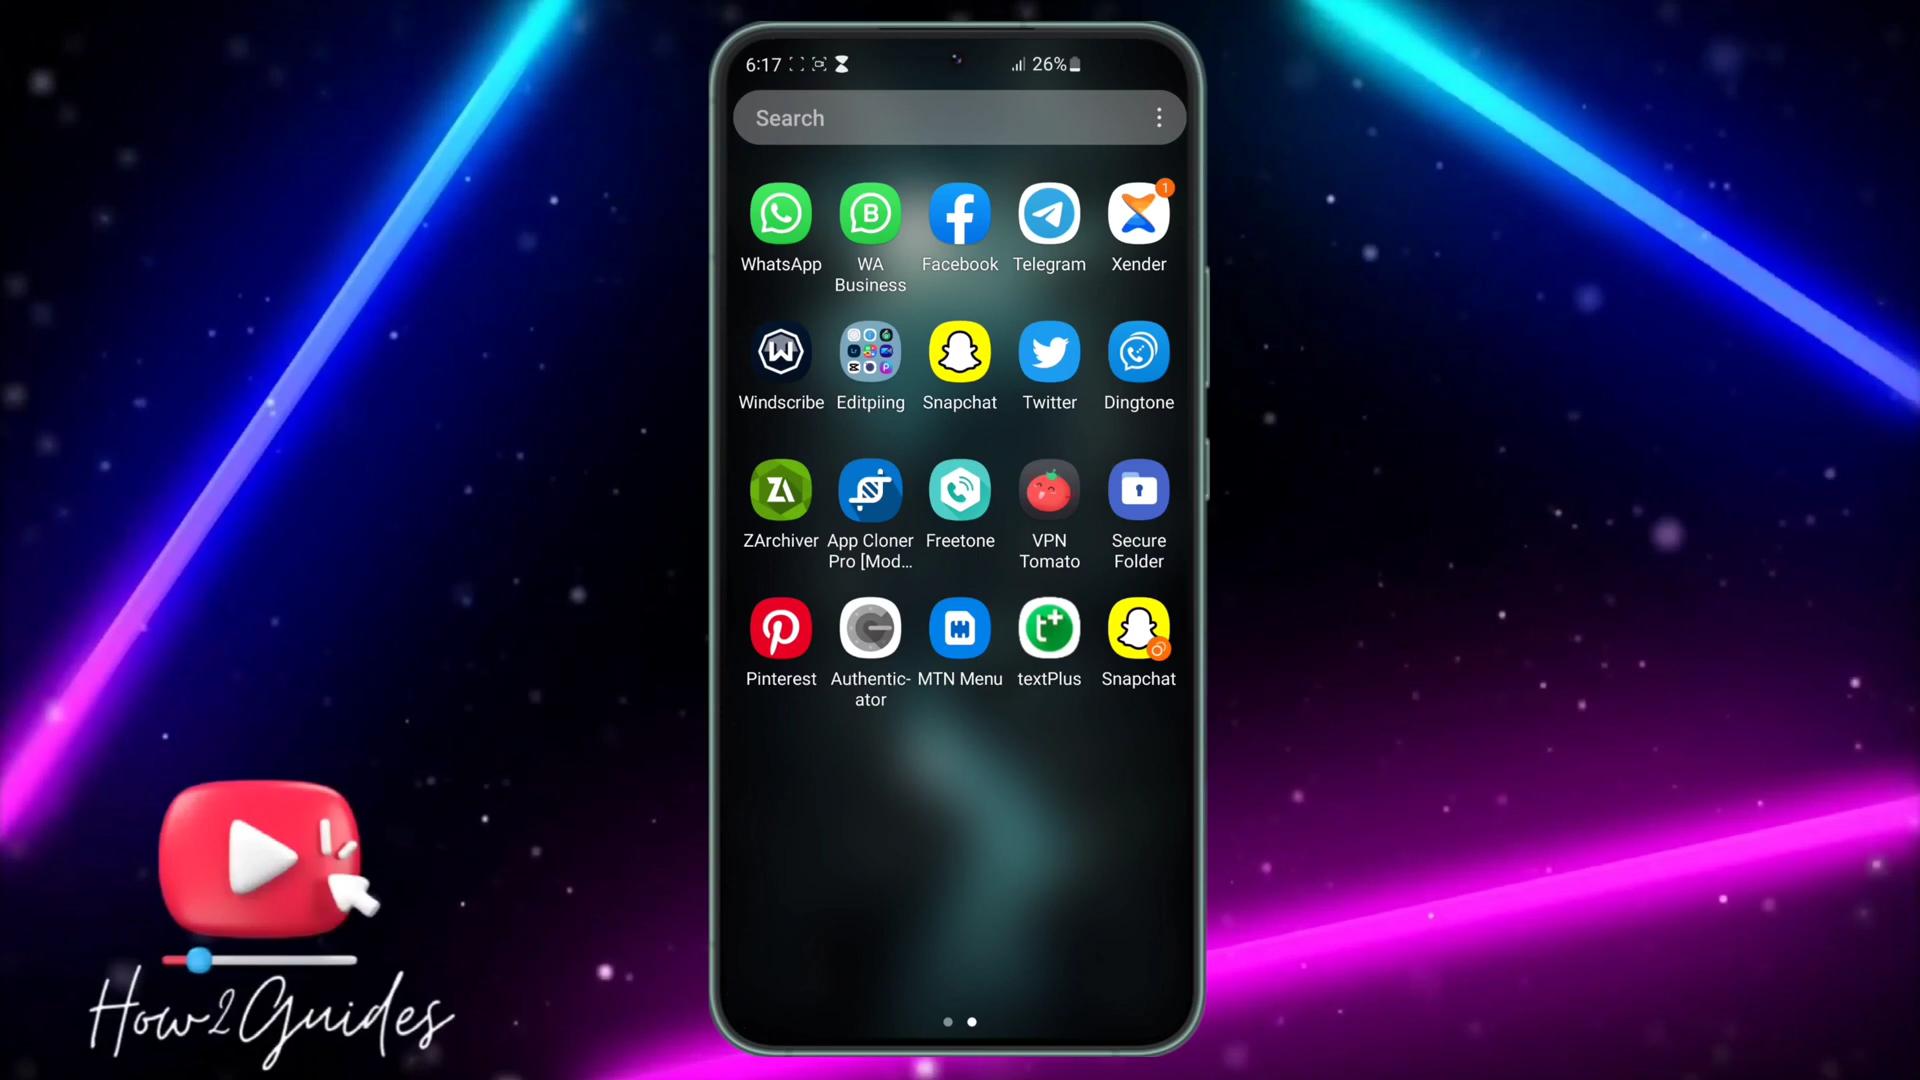 6:17
26%
Search
1
WhatsApp
WA Business
Facebook
Telegram
Xender
Windscribe
Editpiing
Snapchat
Twitter
Dingtone
ZArchiver
App Cloner Pro [Mod...
Freetone
VPN Tomato
Secure Folder
Pinterest
Authentic-
ator
MTN Menu
textPlus
Snapchat
How2Guides